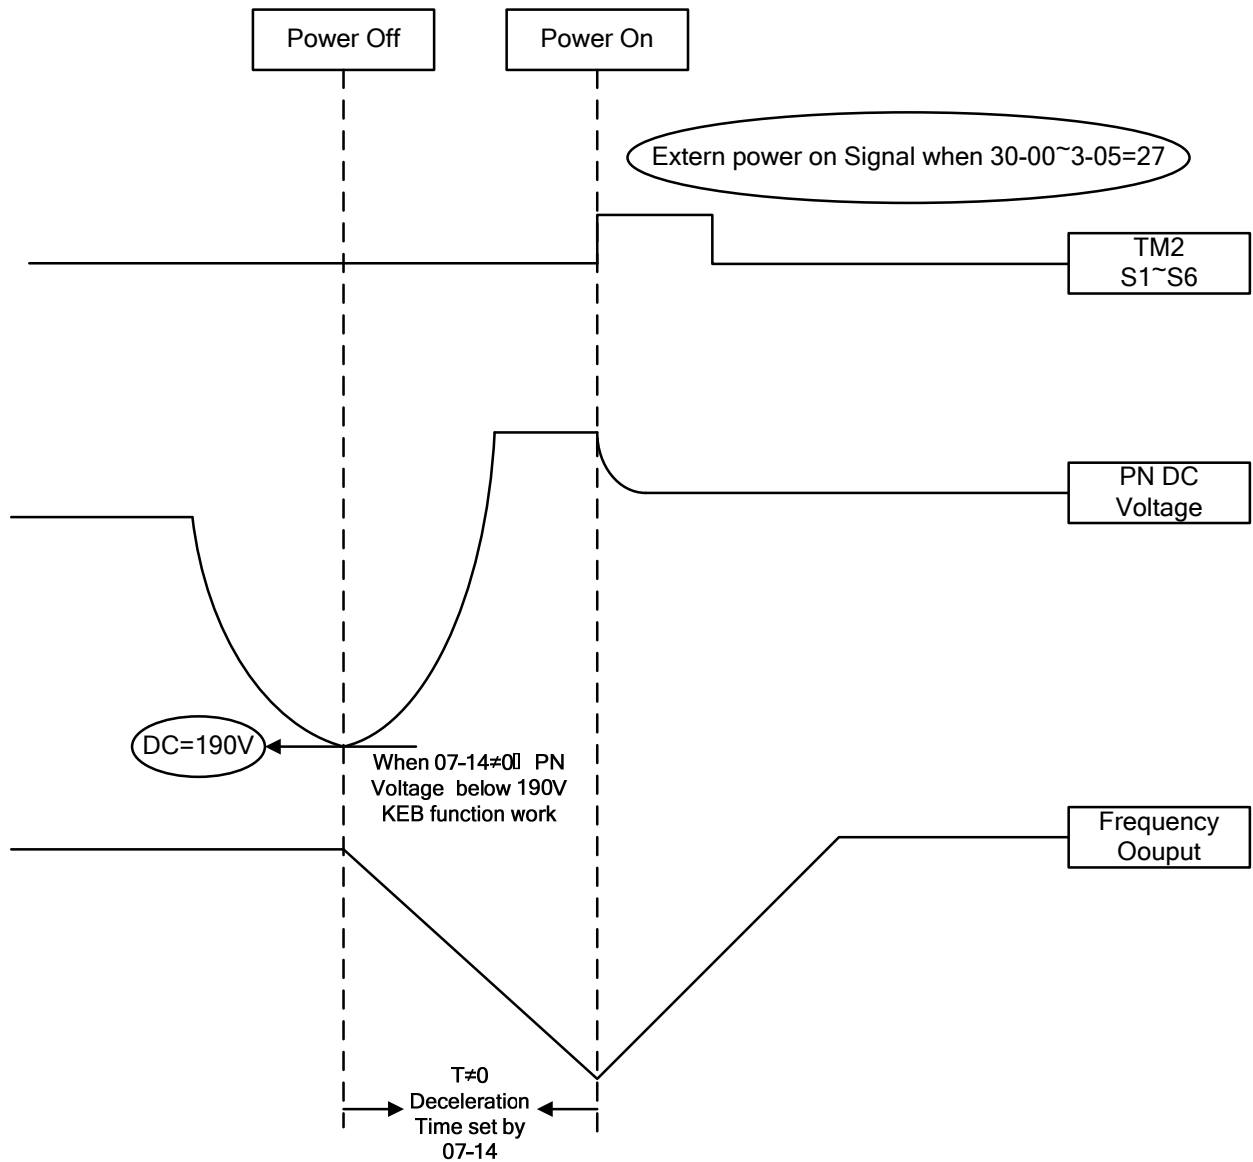 Power Off
Power On
Extern power on Signal when 30-00~3-05=27
TM2
S1~S6
PN DC
Voltage
DC=190V
When 07-14≠0▯ PN
Voltage below 190V
KEB function work
Frequency
Oouput
T≠0
Deceleration
Time set by
07-14